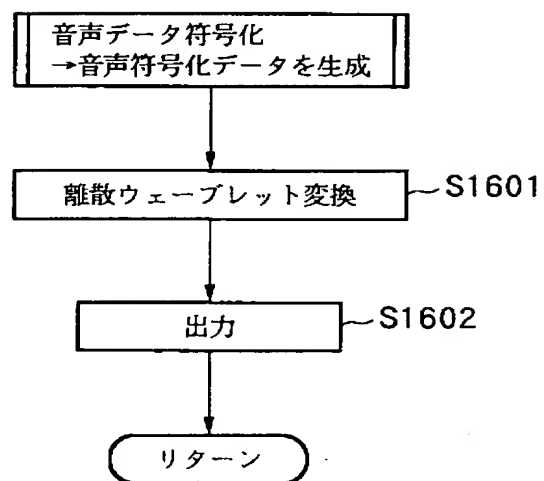 音声データ符号化
→音声符号化データを生成
離散ウェーブレット変換
S1601
出力
S1602
リターン